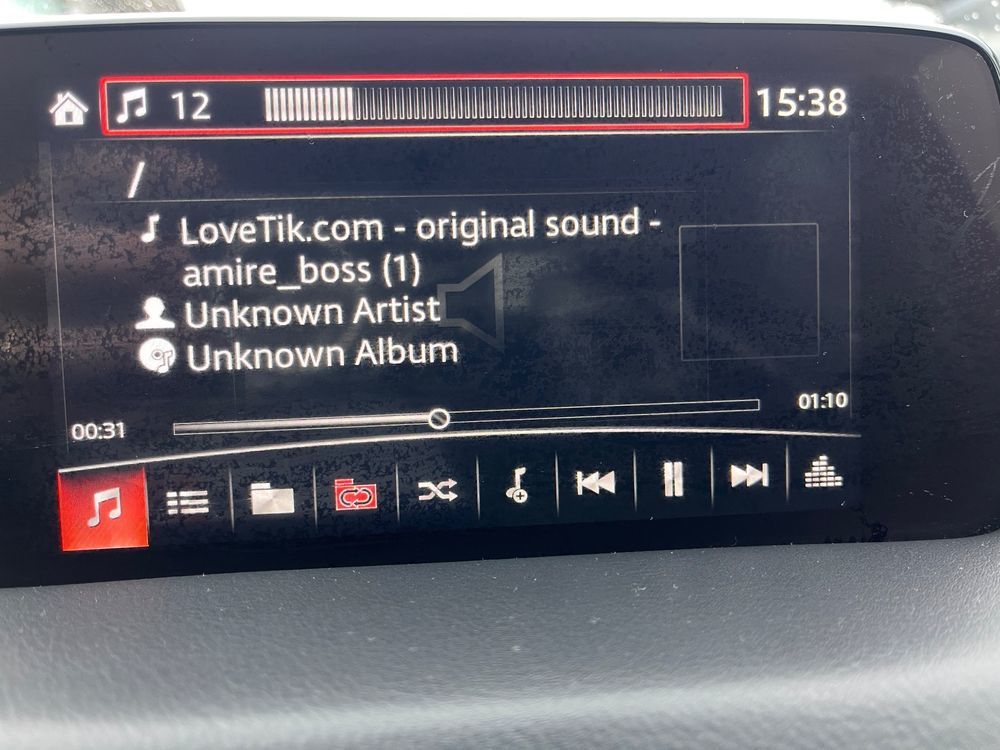 12 15:38
/
LoveTik.com - original sound -
amire_boss (1)
Unknown Artist
Unknown Album
00:31 01:10